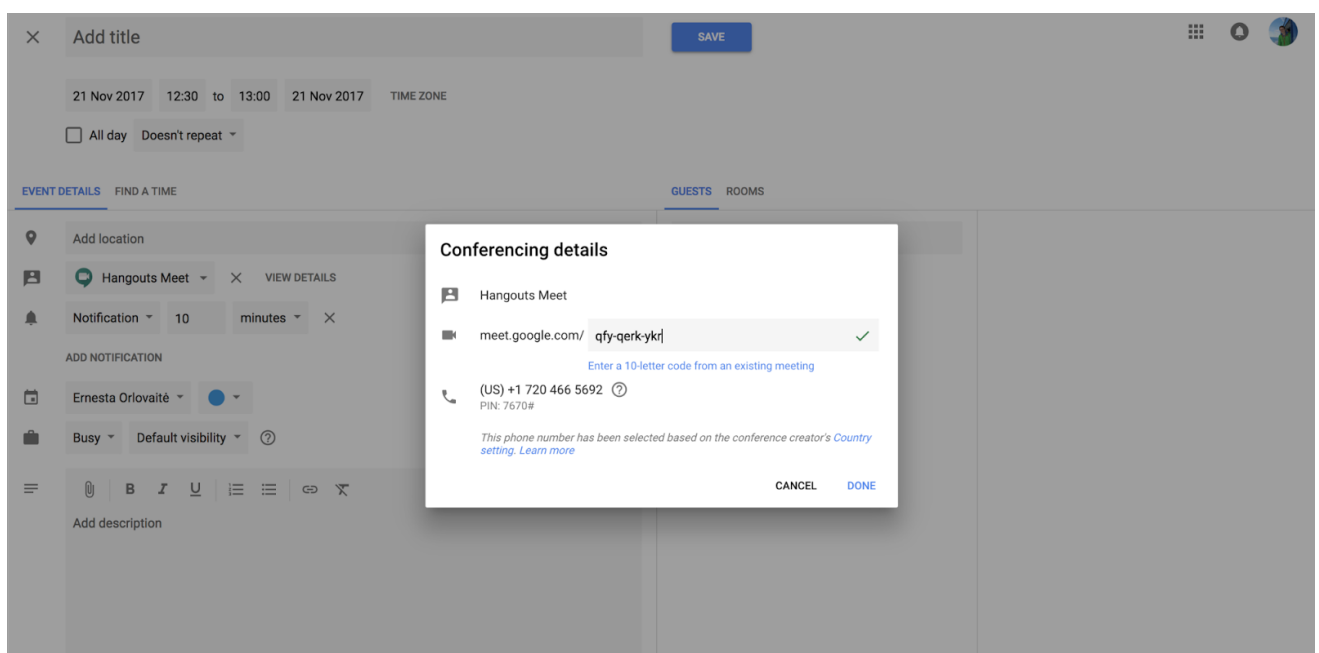 Add title
SAVE
21 Nov 2017 12:30 to 13:00 21 Nov 2017 TIME ZONE
All day Doesn't repeat
EVENT DETAILS FIND A TIME
GUESTS ROOMS
Add location
Hangouts Meet VIEW DETAILS
Notification 10 minutes
ADD NOTIFICATION
Ernesta Orlovaitė
Busy Default visibility
B I U
Add description
Conferencing details
Hangouts Meet
meet.google.com/ qfy-qerk-ykr
Enter a 10-letter code from an existing meeting
(US) +1 720 466 5692
PIN: 7670#
This phone number has been selected based on the conference creator's Country
setting. Learn more
CANCEL DONE